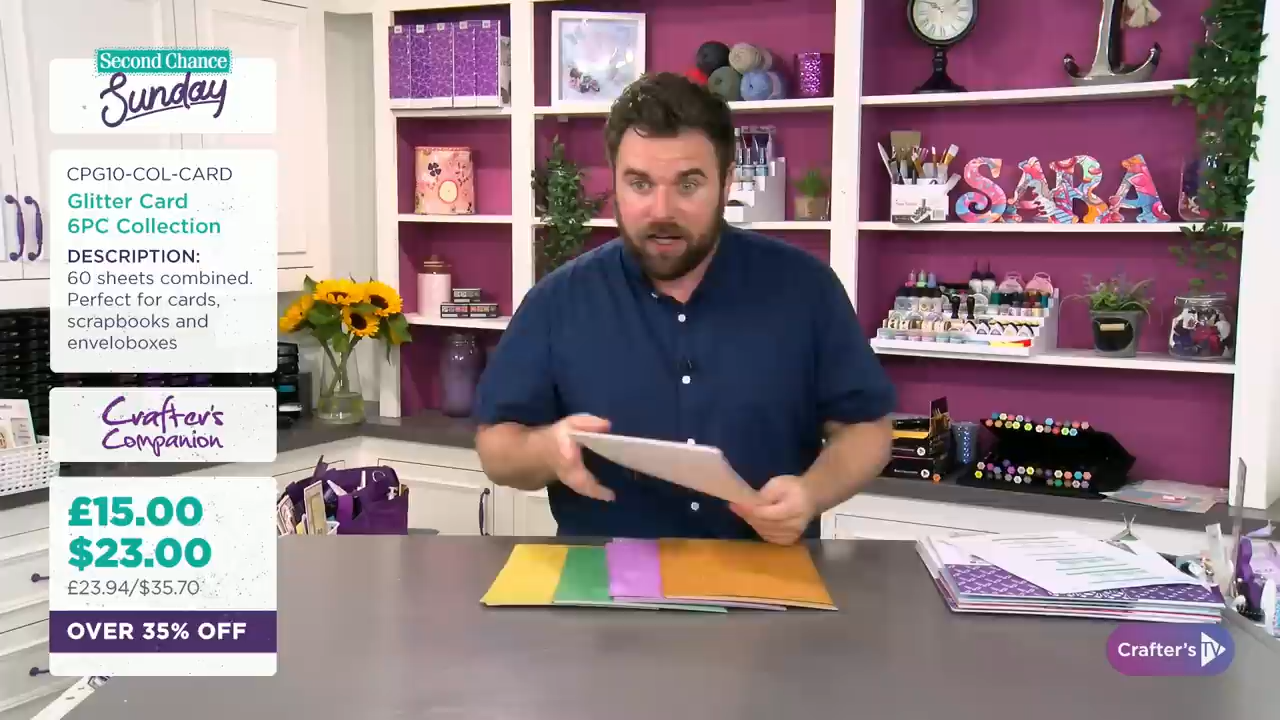 Second Chance
Sunday
CPG10-COL-CARD
Glitter Card
6PC Collection
DESCRIPTION:
60 sheets combined.
Perfect for cards,
scrapbooks and
enveloboxes
Crafter's
Companion
£15.00
$23.00
£23.94/$35.70
OVER 35% OFF
SARA
L
Crafter's TV